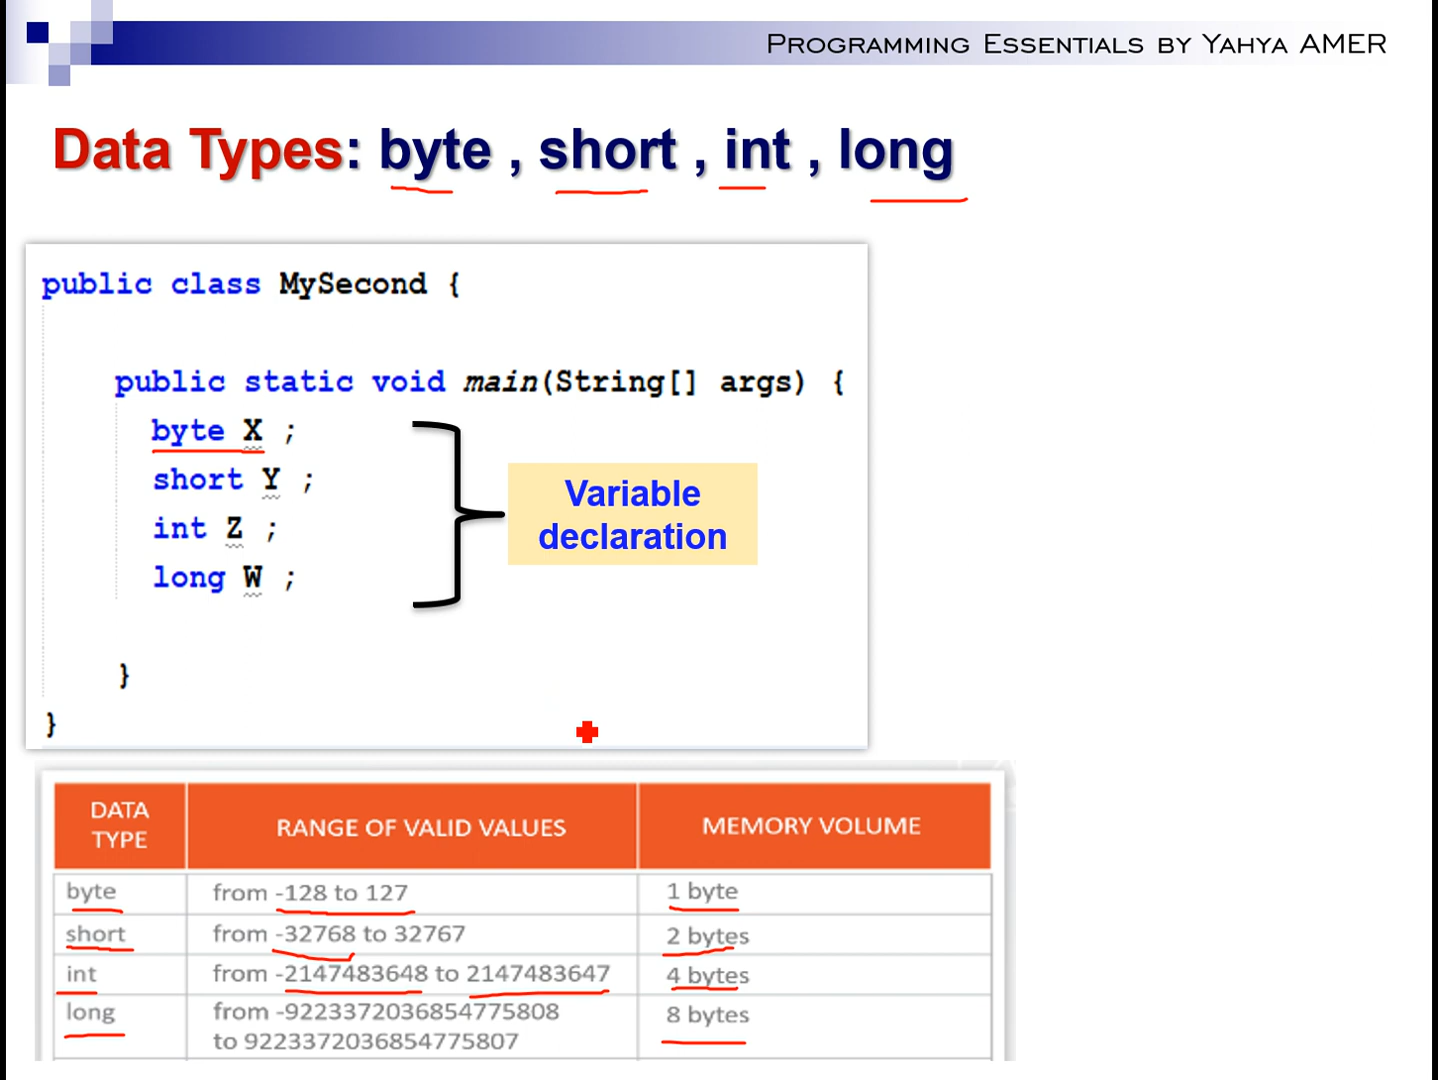 PROGRAMMING ESSENTIALS BY YAHYA AMER
Data Types: byte , short , int , long
public class MySecond {
public static void main(String[] args) {
byte X ;
short Y ;
int Z ;
long W ;
}
}
Variable
declaration
DATA
TYPE
RANGE OF VALID VALUES
MEMORY VOLUME
byte
from -128 to 127
1 byte
short
from -32768 to 32767
2 bytes
int
from -2147483648 to 2147483647
4 bytes
long
from -9223372036854775808
to 9223372036854775807
8 bytes